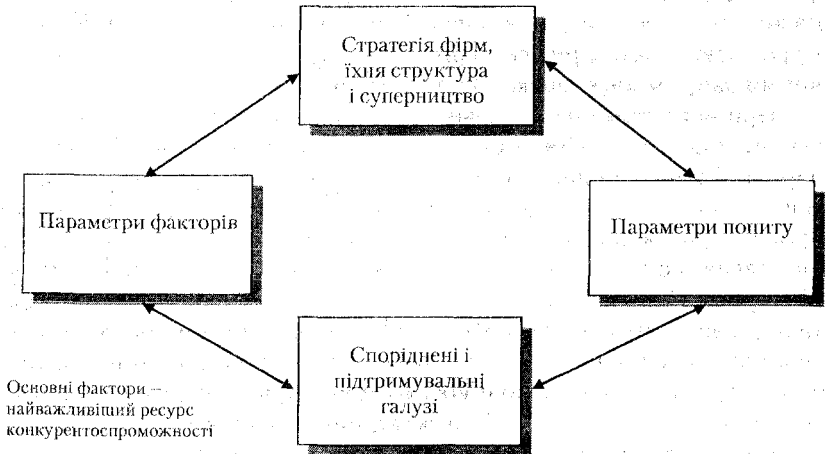 Стратегія фірм,
їхня структура
і суперництво
Параметри факторів
Параметри попиту
Споріднені і
підтримувальні
галузі
Основні фактори –
найважливіший ресурс
конкурентоспроможності